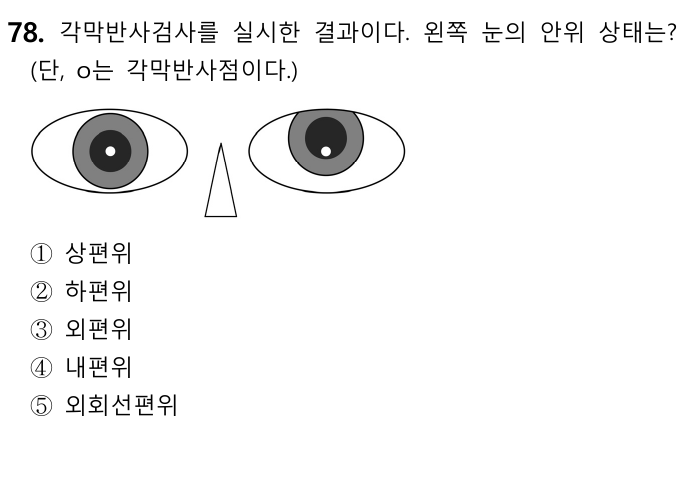 78. 각막반사검사를 실시한 결과이다. 왼쪽 눈의 안위 상태는?
(단, o는 각막반사점이다.)
① 상편위
② 하편위
③ 외편위
④ 내편위
⑤ 외회선편위